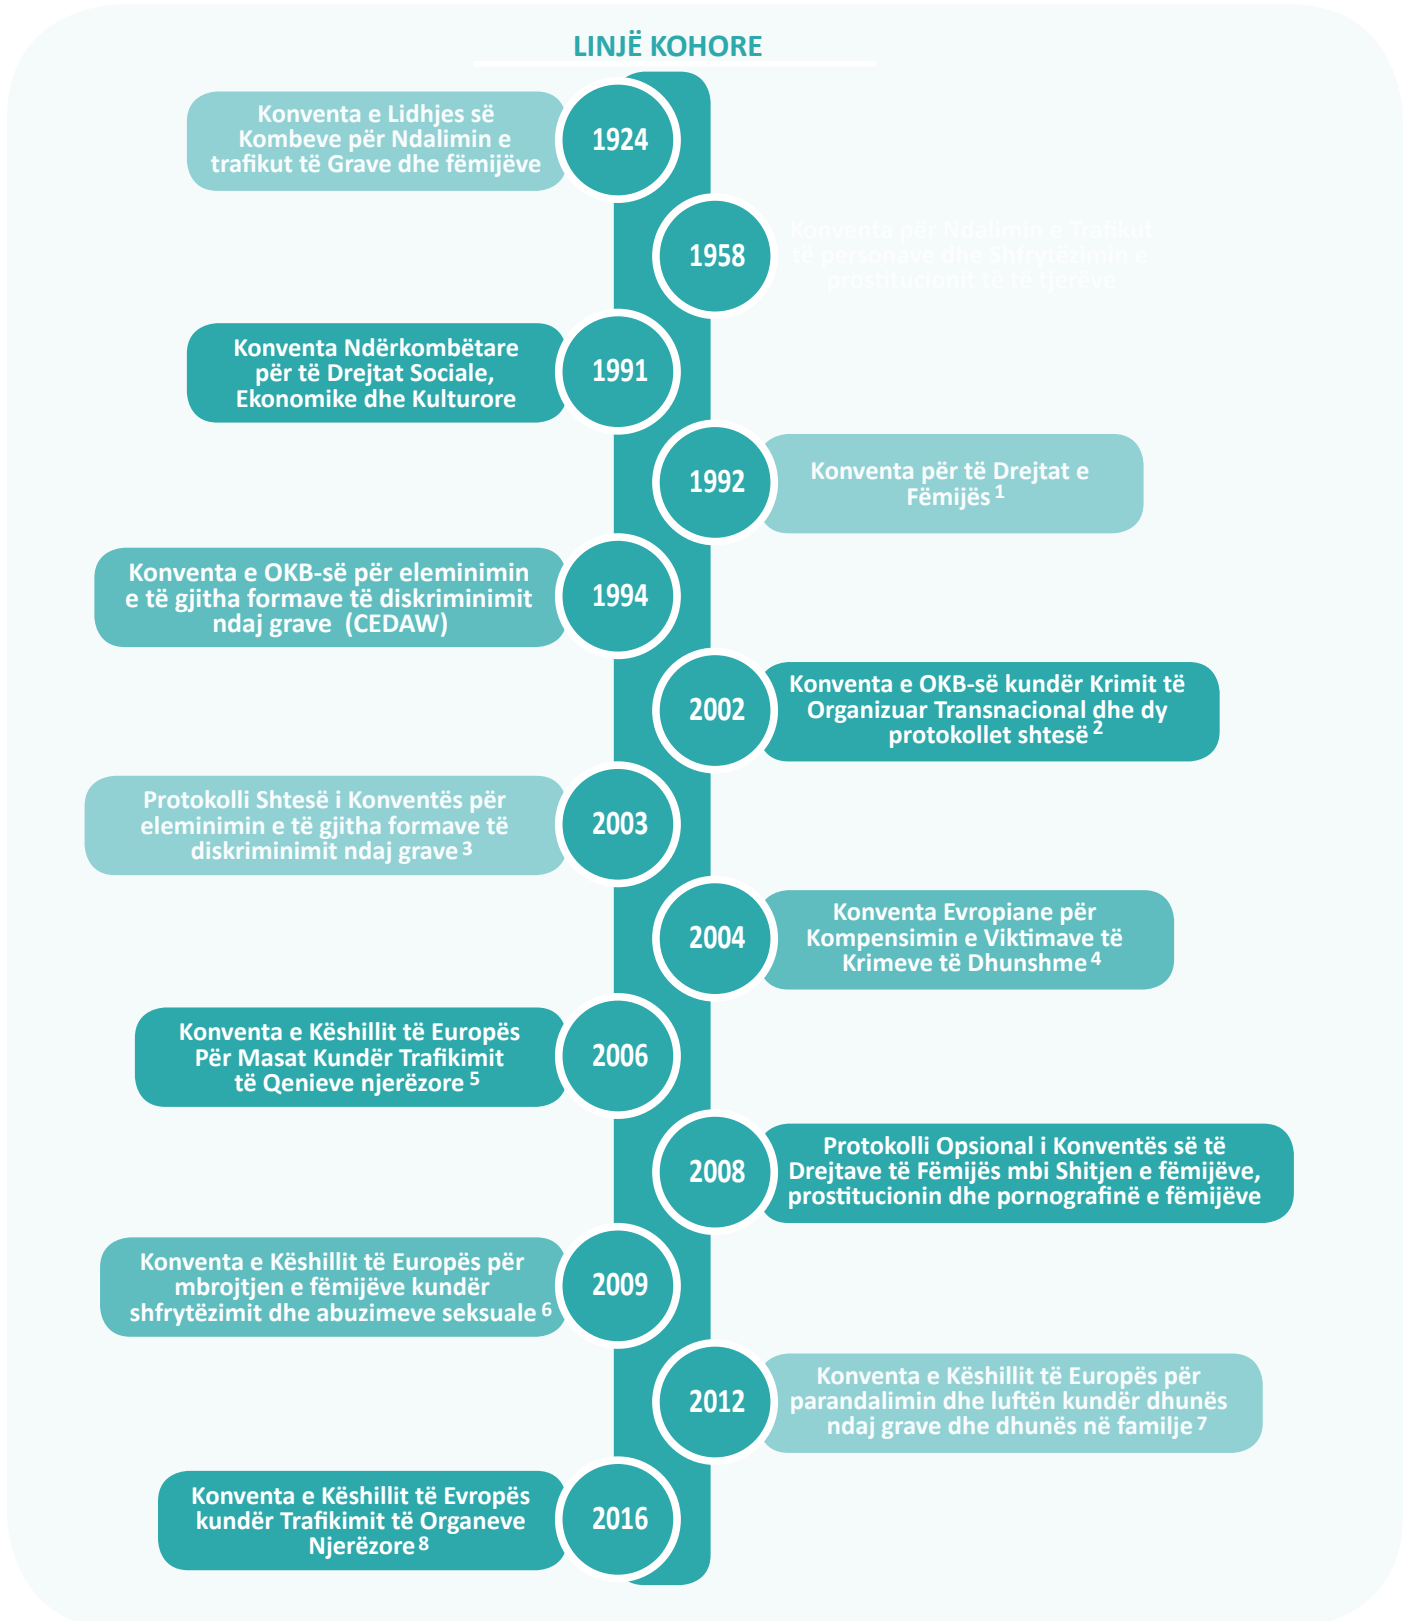 LINJË KOHORE
Konventa e Lidhjes së
Kombeve për Ndalimin e
trafikut të Grave dhe fëmijëve
1924
1958
Konventa për Ndalimin e Trafikut
të personave dhe Shfrytëzimin e
prostitucionit të të tjerëve
Konventa Ndërkombëtare
për të Drejtat Sociale,
Ekonomike dhe Kulturore
1991
1992
Konventa për të Drejtat e
Fëmijës 1
Konventa e OKB-së për eleminimin
e të gjitha formave të diskriminimit
ndaj grave (CEDAW)
1994
2002
Konventa e OKB-së kundër Krimit të
Organizuar Transnacional dhe dy
protokollet shtesë 2
Protokolli Shtesë i Konventës për
eleminimin e të gjitha formave të
diskriminimit ndaj grave 3
2003
2004
Konventa Evropiane për
Kompensimin e Viktimave të
Krimeve të Dhunshme 4
Konventa e Këshillit të Europës
Për Masat Kundër Trafikimit
të Qenieve njerëzore 5
2006
2008
Protokolli Opsional i Konventës së të
Drejtave të Fëmijës mbi Shitjen e fëmijëve,
prostitucionin dhe pornografinë e fëmijëve
Konventa e Këshillit të Europës për
mbrojtjen e fëmijëve kundër
shfrytëzimit dhe abuzimeve seksuale 6
2009
2012
Konventa e Këshillit të Europës për
parandalimin dhe luftën kundër dhunës
ndaj grave dhe dhunës në familje 7
Konventa e Këshillit të Evropës
kundër Trafikimit të Organeve
Njerëzore 8
2016